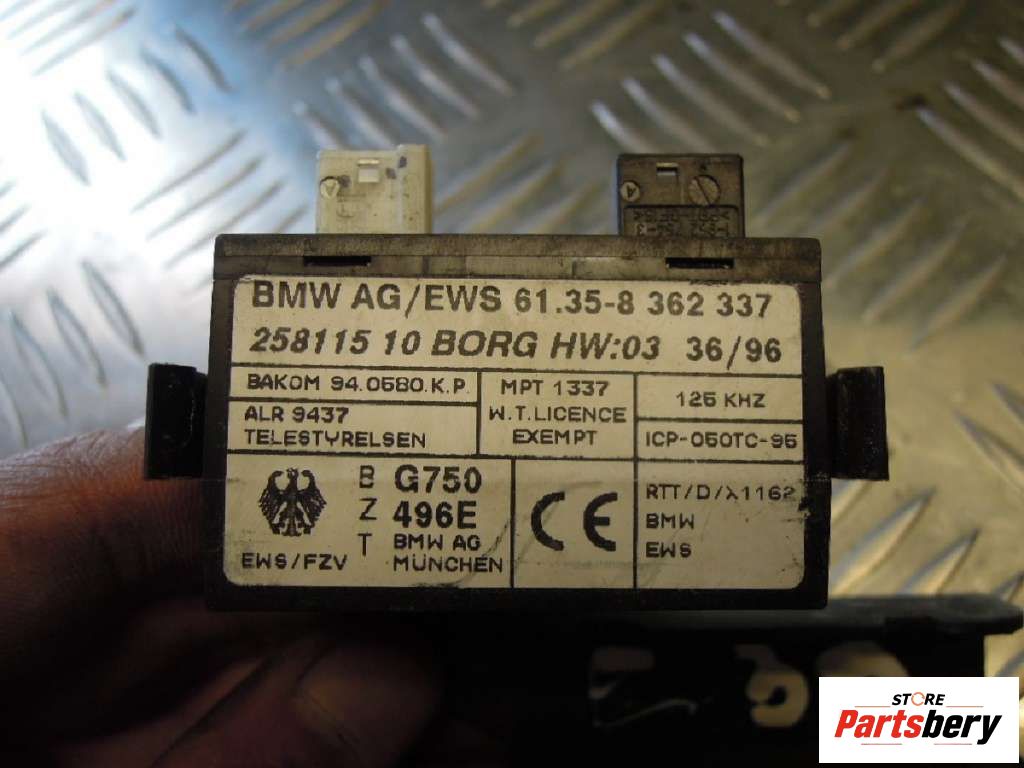 BMW AG/EWS 61.35-8 362 337
258115 10 BORG HW:03 36/96
BAKOM 94.0580.K.P.
ALR 9437
TELESTYRELSEN
MPT 1337
W.T.LICENCE
EXEMPT
125 KHZ
ICP-050TC-95
EWS/FZV
B
Z
T
G750
496E
BMW AG
MÜNCHEN
CE
RTT/D/λ1162
BMW
EWS
STORE
Partsbery